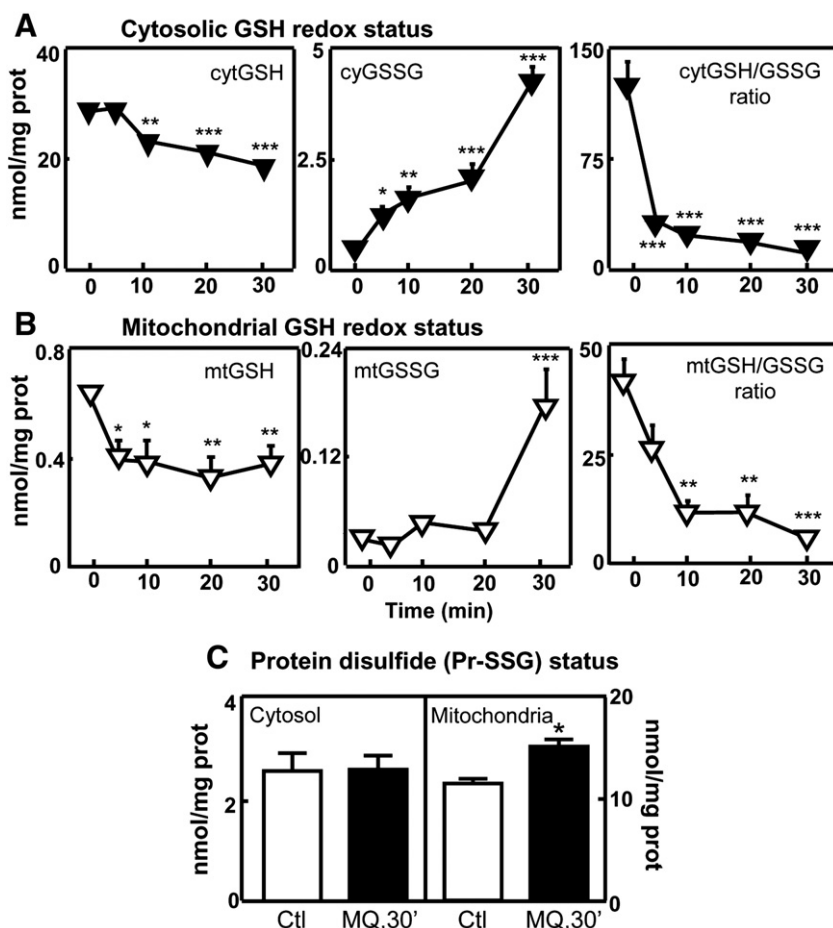 A Cytosolic GSH redox status
40
20
0
nmol/mg prot
cytGSH
** *** ***
0 10 20 30
5
2.5
0
cyGSSG
* ** *** ***
0 10 20 30
150
75
0
cytGSH/GSSG
ratio
*** *** *** ***
0 10 20 30
B Mitochondrial GSH redox status
0.8
0.4
0
nmol/mg prot
mtGSH
* * ** **
0 10 20 30
0.24
0.12
0
mtGSSG
***
0 10 20 30
Time (min)
50
25
0
mtGSH/GSSG
ratio
** ** ***
0 10 20 30
C Protein disulfide (Pr-SSG) status
4
2
0
nmol/mg prot
Cytosol
Ctl MQ.30'
Mitochondria
*
Ctl MQ.30'
20
10
0
nmol/mg prot